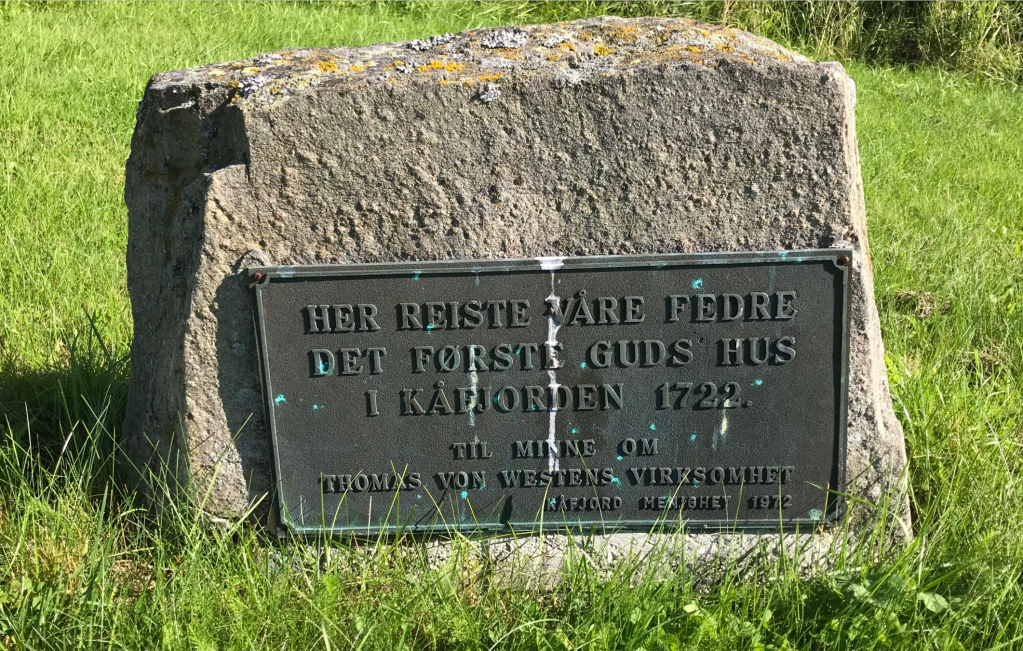 HER REISTE VÅRE FEDRE
DET FØRSTE GUDS HUS
I KÅFJORDEN 1722.
TIL MINNE OM
THOMAS VON WESTENS VIRKSOMHET
KÅFJORD MENIGHET 1972